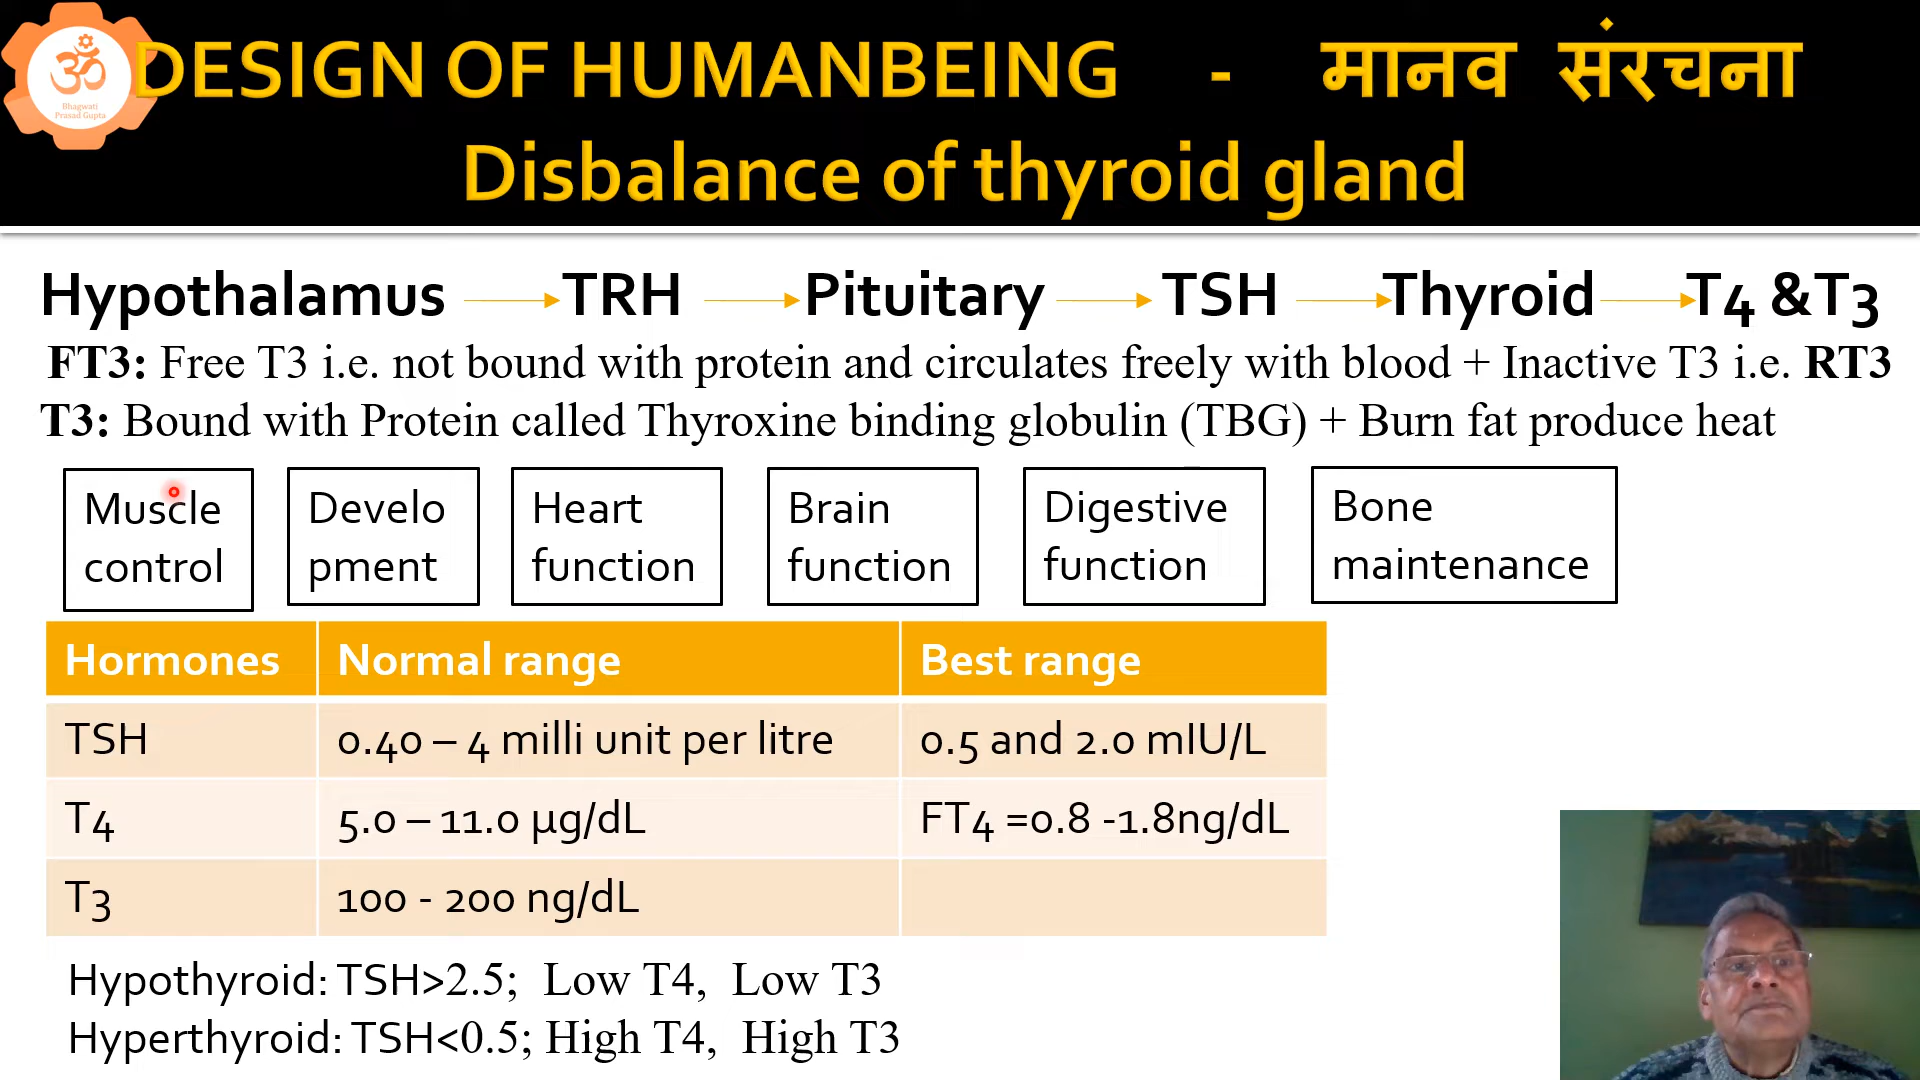 DESIGN OF HUMANBEING - मानव संरचना
Disbalance of thyroid gland
ॐ
Bhagwati
Prasad Gupta
Hypothalamus TRH Pituitary TSH Thyroid T4 &T3
FT3: Free T3 i.e. not bound with protein and circulates freely with blood + Inactive T3 i.e. RT3
T3: Bound with Protein called Thyroxine binding globulin (TBG) + Burn fat produce heat
Muscle
control
Develo
pment
Heart
function
Brain
function
Digestive
function
Bone
maintenance
Hormones Normal range Best range
TSH 0.40 – 4 milli unit per litre 0.5 and 2.0 mIU/L
T4 5.0 – 11.0 µg/dL FT4 =0.8 -1.8ng/dL
T3 100 - 200 ng/dL
Hypothyroid: TSH>2.5; Low T4, Low T3
Hyperthyroid: TSH<0.5; High T4, High T3